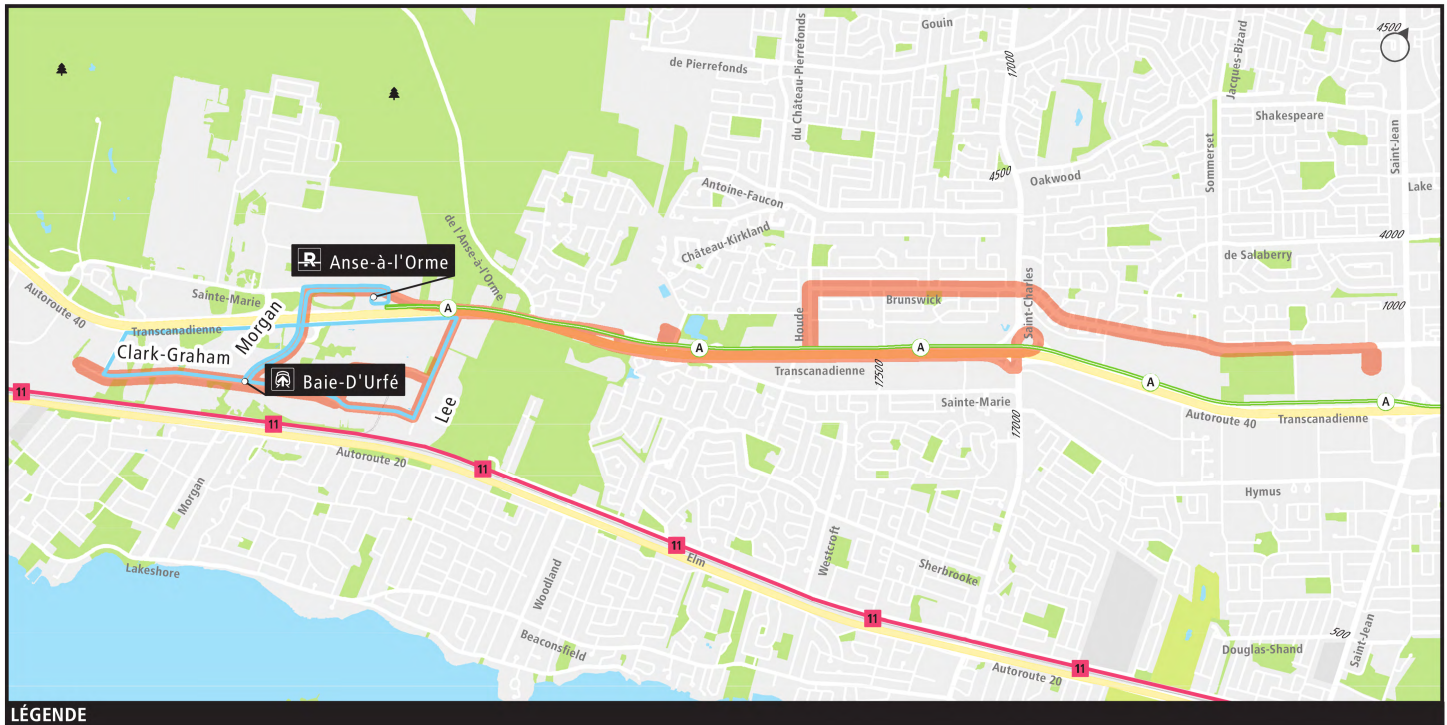 Gouin
4500
de Pierrefonds
17000
du Château-Pierrefonds
Jacques-Bizard
Shakespeare
Saint-Jean
Sommerset
4500
Oakwood
Lake
Antoine-Faucon
Château-Kirkland
de l'Anse-à-l'Orme
4000
de Salaberry
R Anse-à-l'Orme
Autoroute 40
Sainte-Marie
Morgan
A
Brunswick
Saint-Charles
1000
Houde
Transcanadienne
Clark-Graham
A
A
Transcanadienne
17500
Baie-D'Urfé
A
11
Lee
Sainte-Marie
17000
A
Autoroute 40
Transcanadienne
11
Autoroute 20
11
Morgan
Hymus
11
Elm
Westcroft
Sherbrooke
Lakeshore
Woodland
11
Beaconsfield
500
Saint-Jean
Douglas-Shand
11
Autoroute 20
LÉGENDE